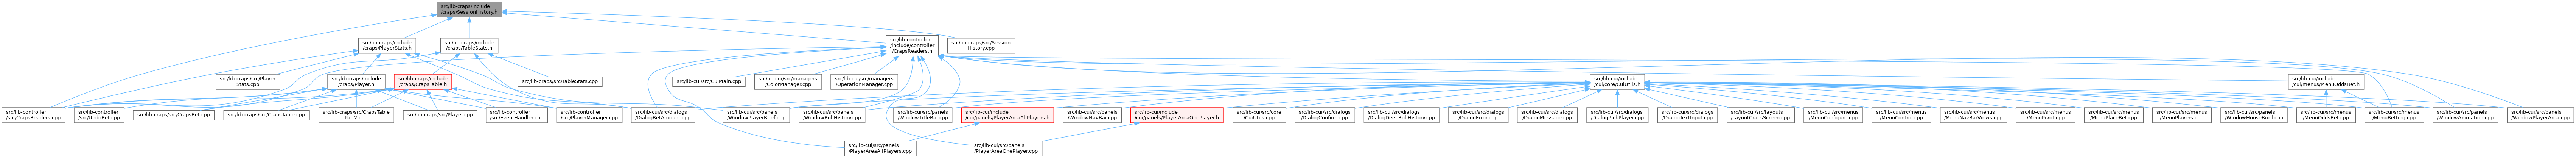 src/lib-craps/include
/craps/SessionHistory.h
src/lib-craps/include
/craps/PlayerStats.h
src/lib-craps/include
/craps/TableStats.h
src/lib-controller
/include/controller
/CrapsReaders.h
src/lib-craps/src/Session
History.cpp
src/lib-craps/src/Player
Stats.cpp
src/lib-craps/include
/craps/Player.h
src/lib-craps/include
/craps/CrapsTable.h
src/lib-craps/src/TableStats.cpp
src/lib-cui/src/CuiMain.cpp
src/lib-cui/src/managers
/ColorManager.cpp
src/lib-cui/src/managers
/OperationManager.cpp
src/lib-cui/include
/cui/core/CuiUtils.h
src/lib-cui/include
/cui/menus/MenuOddsBet.h
src/lib-controller
/src/CrapsReaders.cpp
src/lib-controller
/src/UndoBet.cpp
src/lib-craps/src/CrapsBet.cpp
src/lib-craps/src/CrapsTable.cpp
src/lib-craps/src/CrapsTable
Part2.cpp
src/lib-craps/src/Player.cpp
src/lib-controller
/src/EventHandler.cpp
src/lib-controller
/src/PlayerManager.cpp
src/lib-cui/src/dialogs
/DialogBetAmount.cpp
src/lib-cui/src/panels
/WindowPlayerBrief.cpp
src/lib-cui/src/panels
/WindowRollHistory.cpp
src/lib-cui/src/panels
/WindowTitleBar.cpp
src/lib-cui/include
/cui/panels/PlayerAreaAllPlayers.h
src/lib-cui/src/panels
/WindowNavBar.cpp
src/lib-cui/include
/cui/panels/PlayerAreaOnePlayer.h
src/lib-cui/src/core
/CuiUtils.cpp
src/lib-cui/src/dialogs
/DialogConfirm.cpp
src/lib-cui/src/dialogs
/DialogDeepRollHistory.cpp
src/lib-cui/src/dialogs
/DialogError.cpp
src/lib-cui/src/dialogs
/DialogMessage.cpp
src/lib-cui/src/dialogs
/DialogPickPlayer.cpp
src/lib-cui/src/dialogs
/DialogTextInput.cpp
src/lib-cui/src/layouts
/LayoutCrapsScreen.cpp
src/lib-cui/src/menus
/MenuConfigure.cpp
src/lib-cui/src/menus
/MenuControl.cpp
src/lib-cui/src/menus
/MenuNavBarViews.cpp
src/lib-cui/src/menus
/MenuPivot.cpp
src/lib-cui/src/menus
/MenuPlaceBet.cpp
src/lib-cui/src/menus
/MenuPlayers.cpp
src/lib-cui/src/panels
/WindowHouseBrief.cpp
src/lib-cui/src/menus
/MenuOddsBet.cpp
src/lib-cui/src/menus
/MenuBetting.cpp
src/lib-cui/src/panels
/WindowAnimation.cpp
src/lib-cui/src/panels
/WindowPlayerArea.cpp
src/lib-cui/src/panels
/PlayerAreaAllPlayers.cpp
src/lib-cui/src/panels
/PlayerAreaOnePlayer.cpp